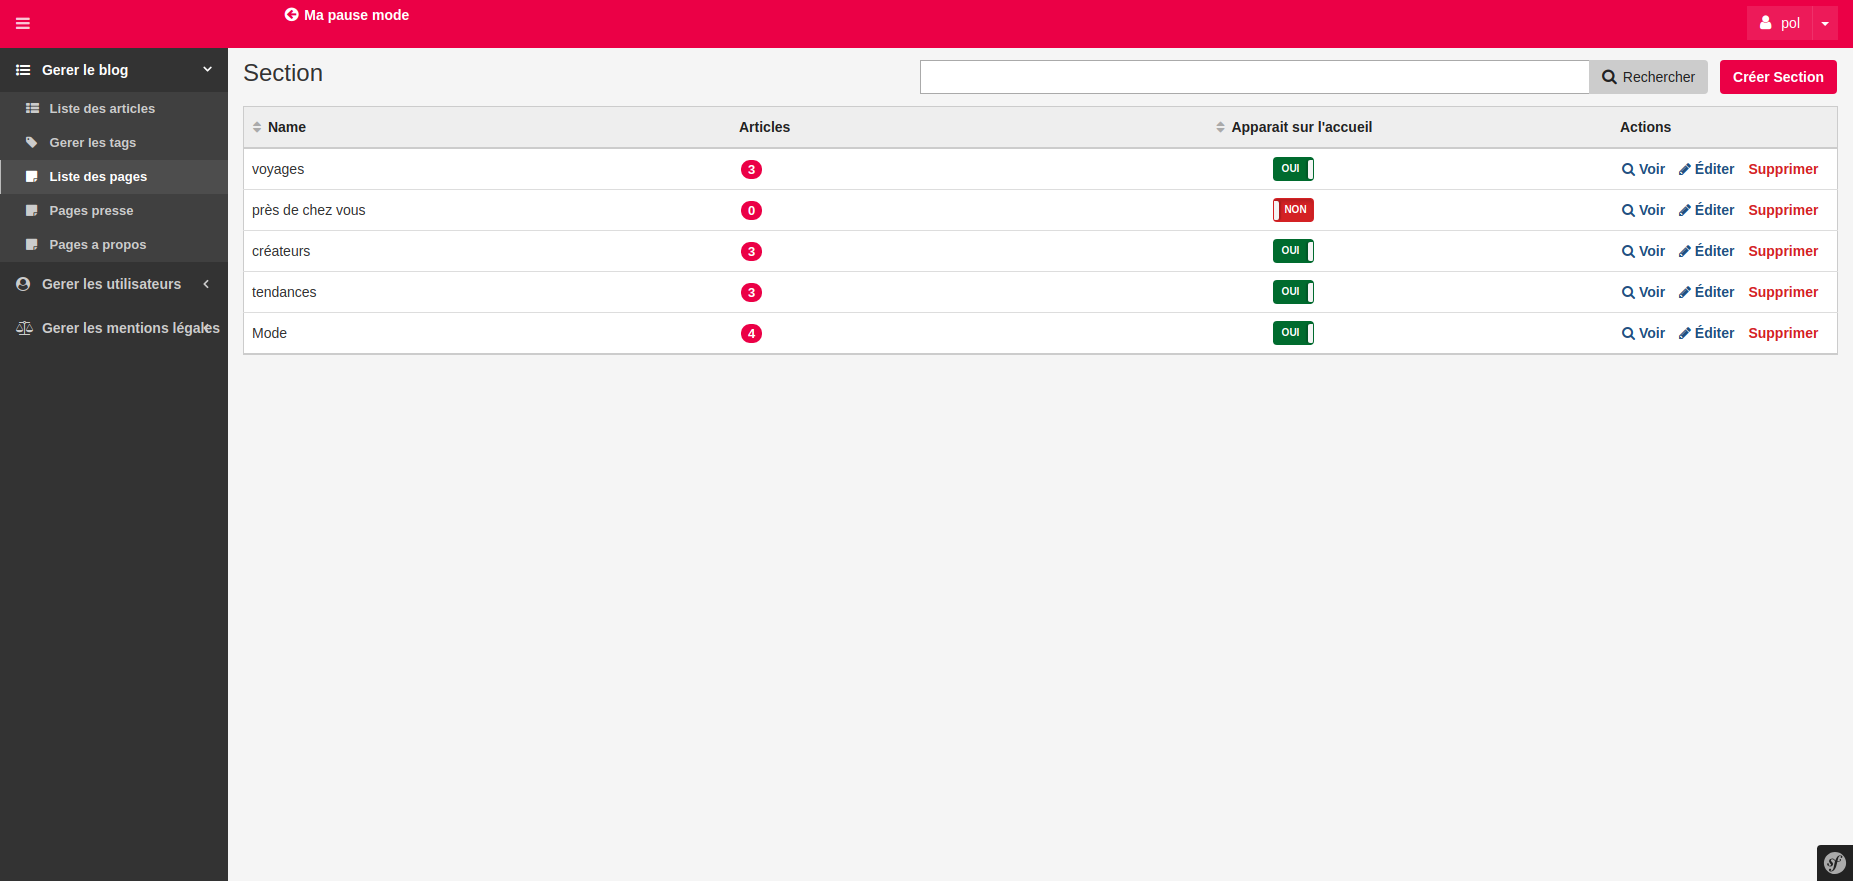 Ma pause mode
pol
Gerer le blog
Liste des articles
Gerer les tags
Liste des pages
Pages presse
Pages a propos
Gerer les utilisateurs
Gerer les mentions légales
Section
Rechercher
Créer Section
Name Articles Apparait sur l'accueil Actions
voyages 3 OUI Voir Éditer Supprimer
près de chez vous 0 NON Voir Éditer Supprimer
créateurs 3 OUI Voir Éditer Supprimer
tendances 3 OUI Voir Éditer Supprimer
Mode 4 OUI Voir Éditer Supprimer
sf